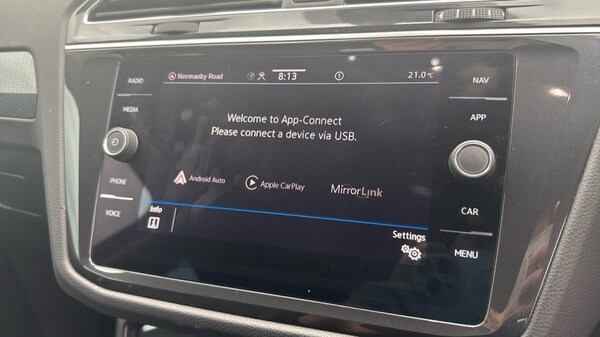 RADIO
MEDIA
PHONE
VOICE
Normanby Road
8:13
21.0 °C
Welcome to App-Connect
Please connect a device via USB.
Android Auto
Apple CarPlay
MirrorLink
Info
Settings
NAV
APP
CAR
MENU